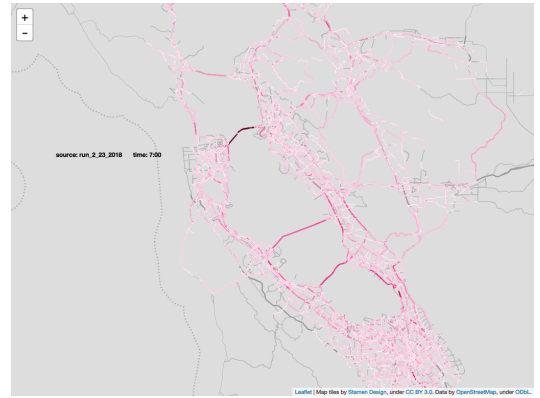 +
−
source: run_2_23_2018 time: 7:00
Leaflet | Map tiles by Stamen Design, under CC BY 3.0. Data by OpenStreetMap, under ODbL.